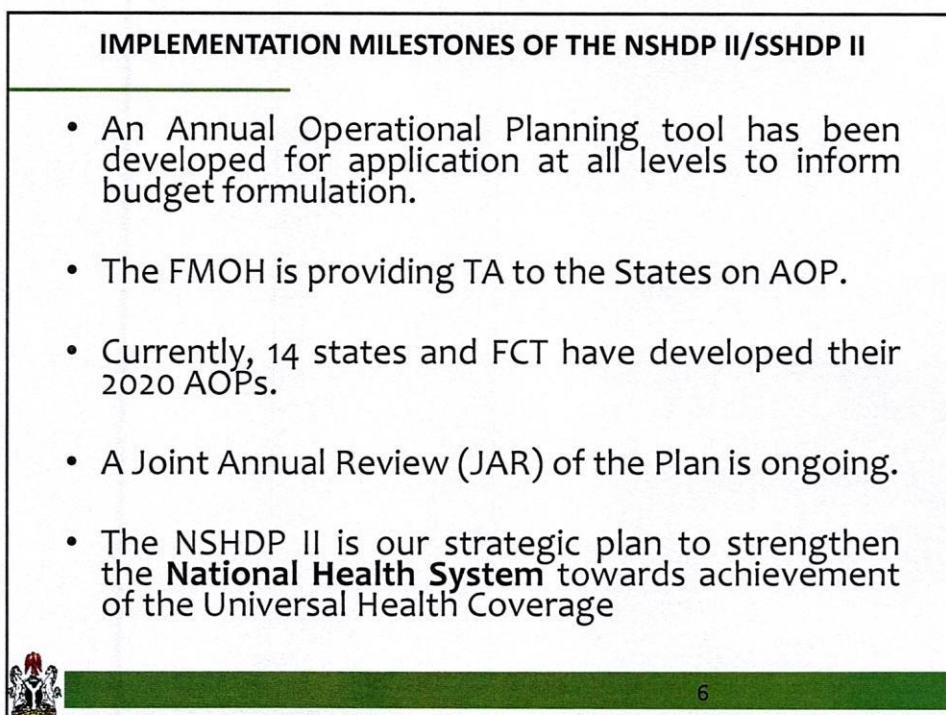 IMPLEMENTATION MILESTONES OF THE NSHDP II/SSHDP II
• An Annual Operational Planning tool has been
developed for application at all levels to inform
budget formulation.
• The FMOH is providing TA to the States on AOP.
• Currently, 14 states and FCT have developed their
2020 AOPs.
• A Joint Annual Review (JAR) of the Plan is ongoing.
• The NSHDP II is our strategic plan to strengthen
the National Health System towards achievement
of the Universal Health Coverage
6